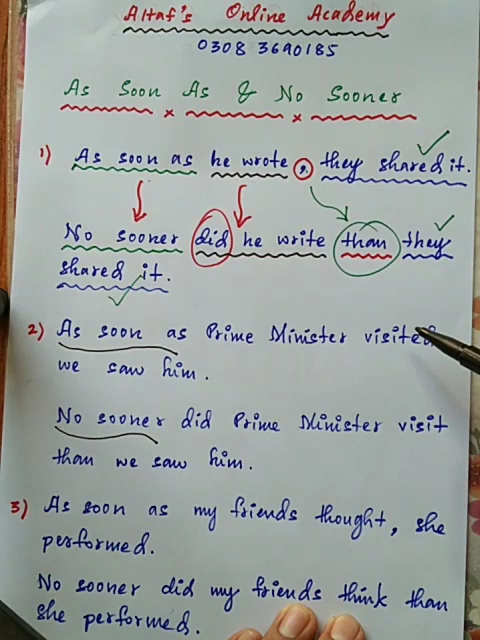 Altaf's Online Academy
0308 3690185
As Soon As & No Sooner
1) As soon as he wrote, they shared it.
No sooner did he write than they
shared it.
2) As soon as Prime Minister visited
we saw him.
No sooner did Prime Minister visit
than we saw him.
3) As soon as my friends thought, she
performed.
No sooner did my friends think than
she performed.